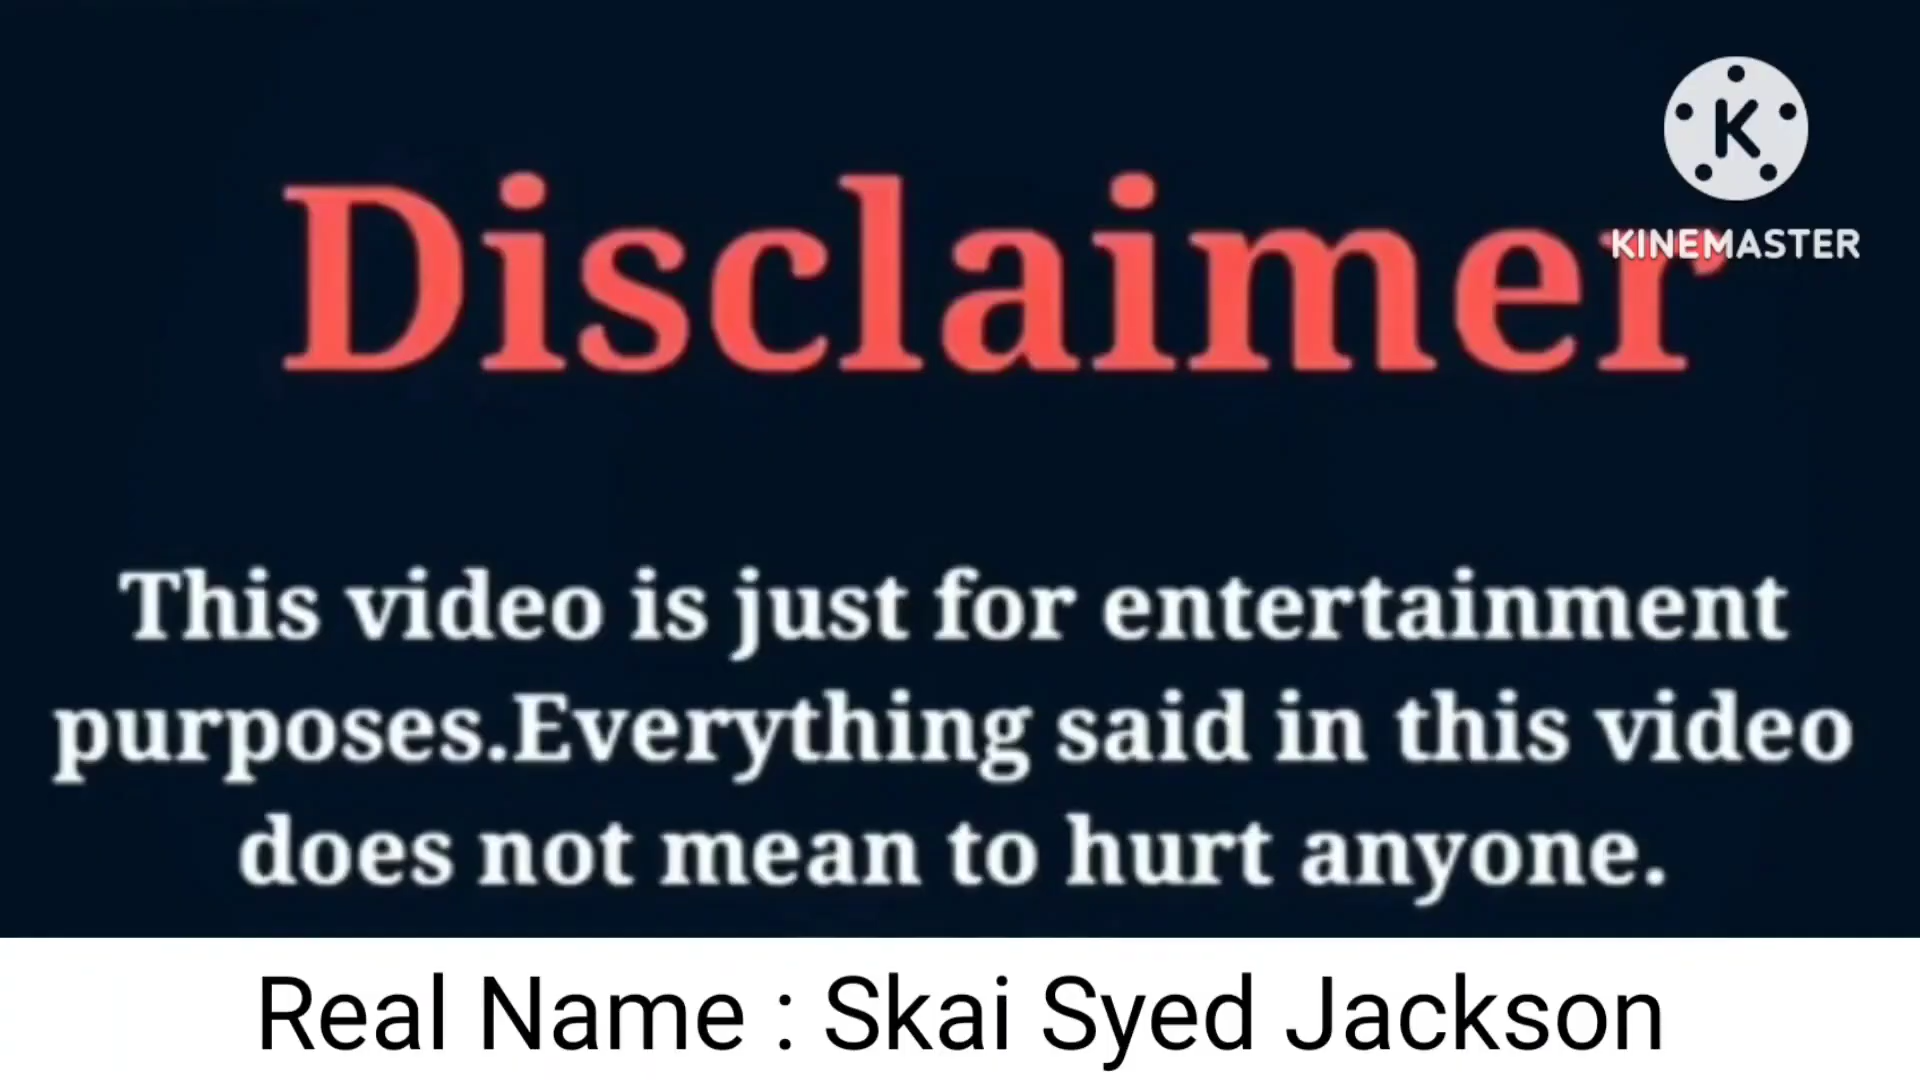 K
KINEMASTER
Disclaimer
This video is just for entertainment
purposes.Everything said in this video
does not mean to hurt anyone.
Real Name : Skai Syed Jackson